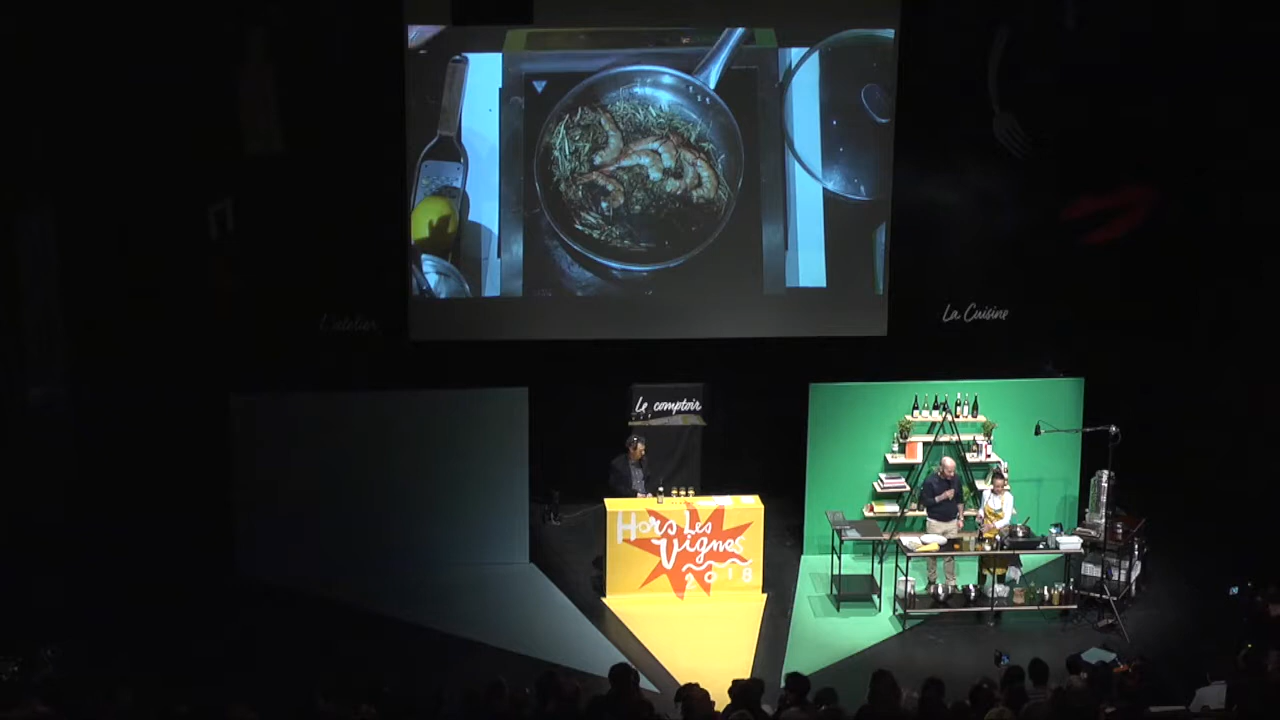 L'atelier
La Cuisine
Le comptoir
Hors Les
Vignes
2018